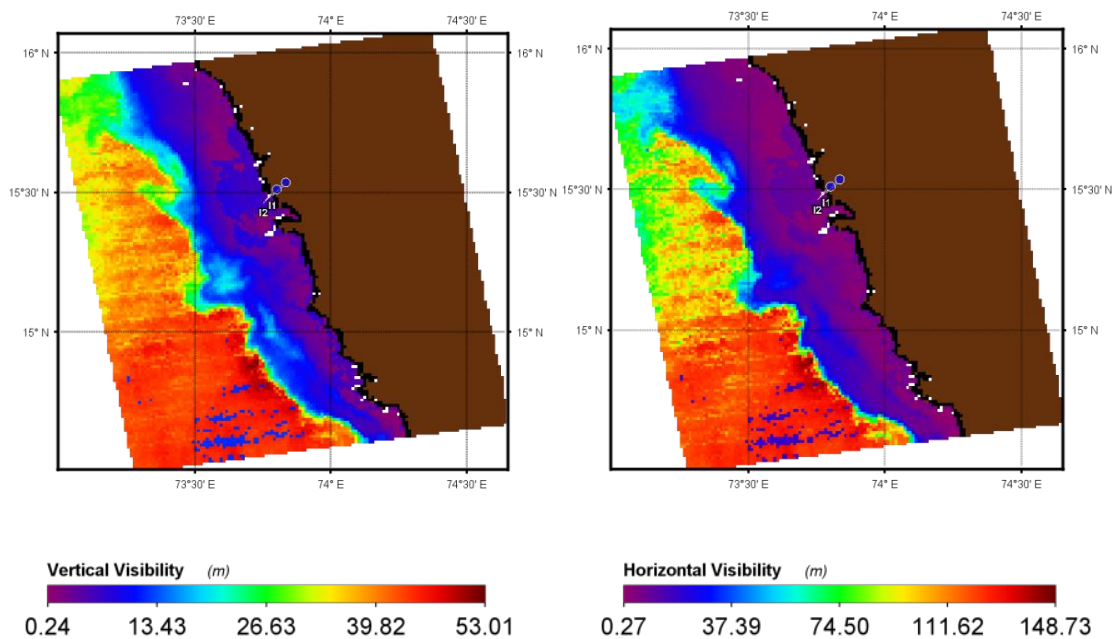 73°30' E 74° E 74°30' E
16° N 16° N
15°30' N 15°30' N
I1
I2
15° N 15° N
73°30' E 74° E 74°30' E
Vertical Visibility (m)
0.24 13.43 26.63 39.82 53.01
73°30' E 74° E 74°30' E
16° N 16° N
15°30' N 15°30' N
I1
I2
15° N 15° N
73°30' E 74° E 74°30' E
Horizontal Visibility (m)
0.27 37.39 74.50 111.62 148.73